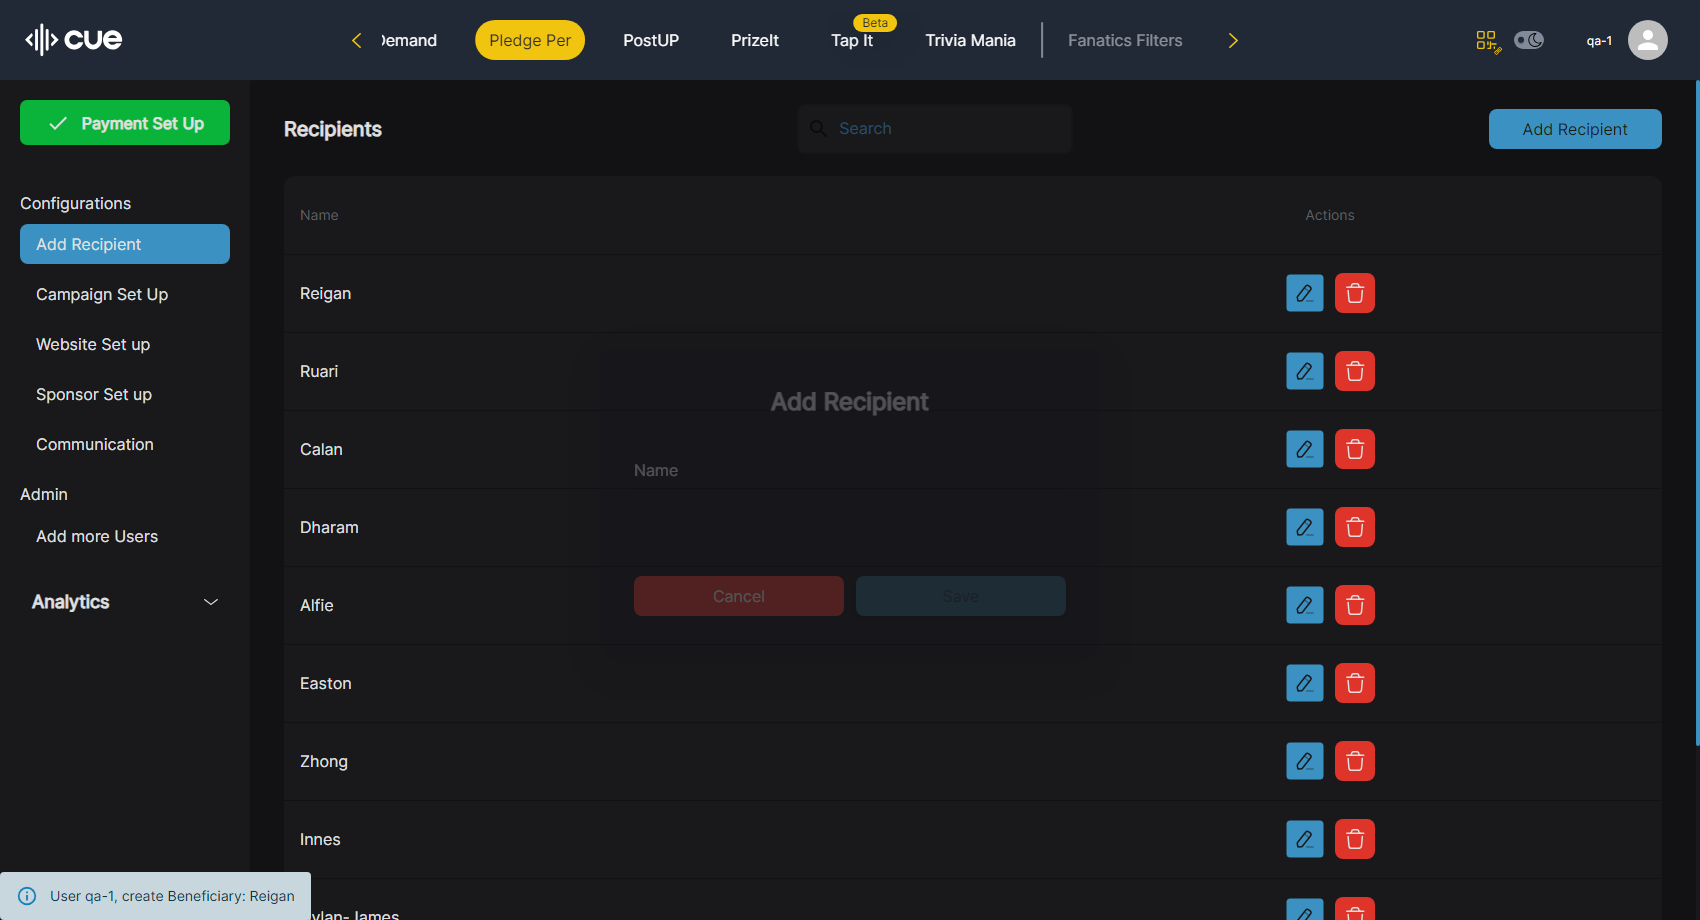 cue
Demand
Pledge Per
PostUP
PrizeIt
Beta
Tap It
Trivia Mania
Fanatics Filters
qa-1
Payment Set Up
Configurations
Add Recipient
Campaign Set Up
Website Set up
Sponsor Set up
Communication
Admin
Add more Users
Analytics
Recipients
Search
Add Recipient
Name
Actions
Reigan
Ruari
Calan
Dharam
Alfie
Easton
Zhong
Innes
ylan-James
Add Recipient
Name
Cancel
Save
User qa-1, create Beneficiary: Reigan